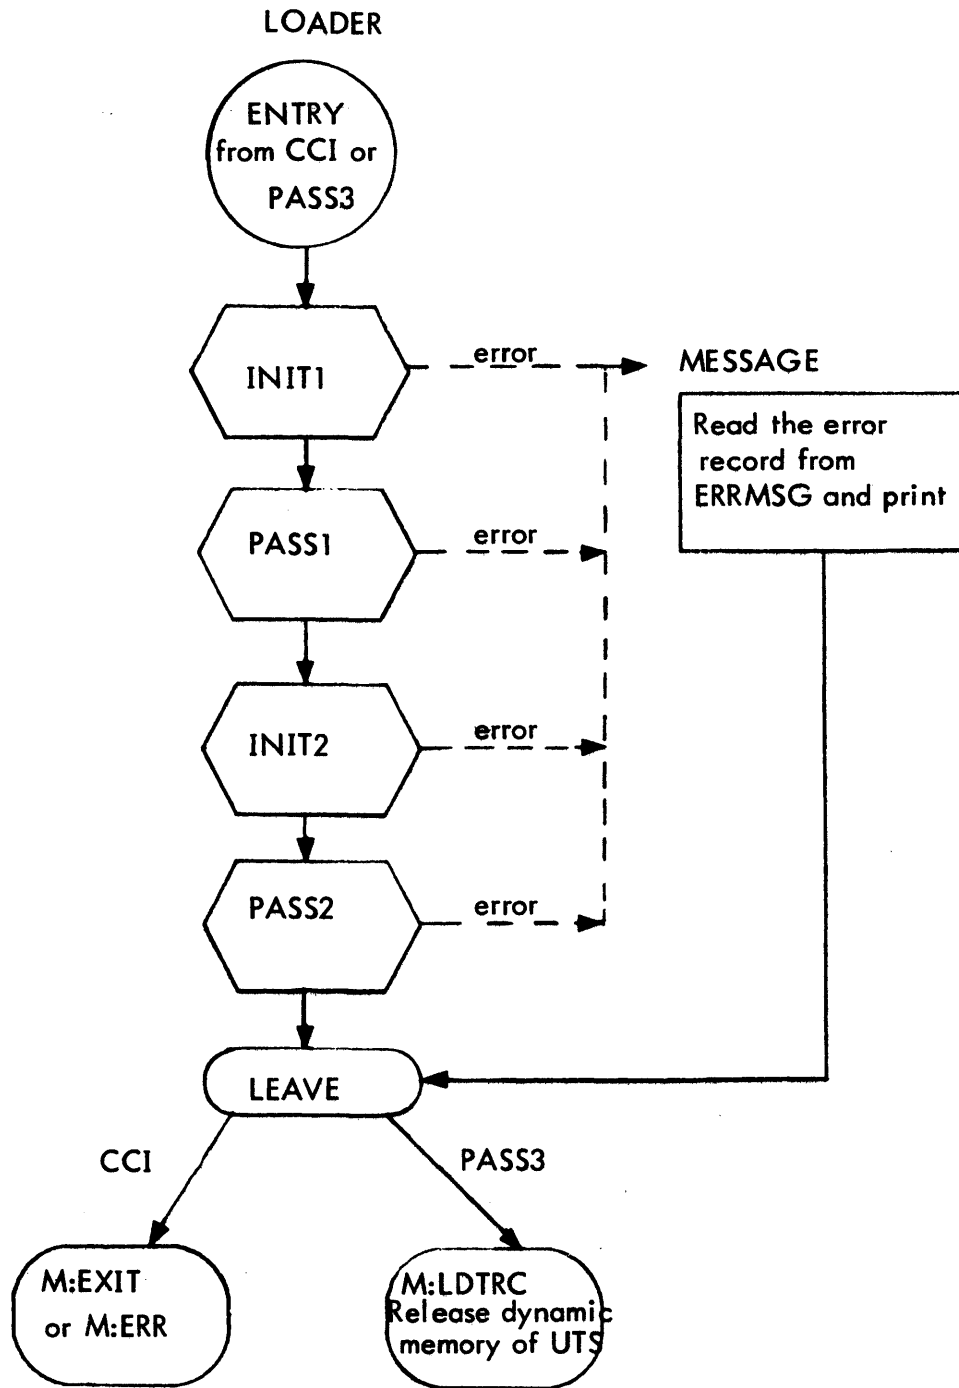 LOADER
ENTRY
from CCI or
PASS3
INIT1
error
MESSAGE
Read the error
record from
ERRMSG and print
PASS1
error
INIT2
error
PASS2
error
LEAVE
CCI
PASS3
M:EXIT
or M:ERR
M:LDTRC
Release dynamic
memory of UTS